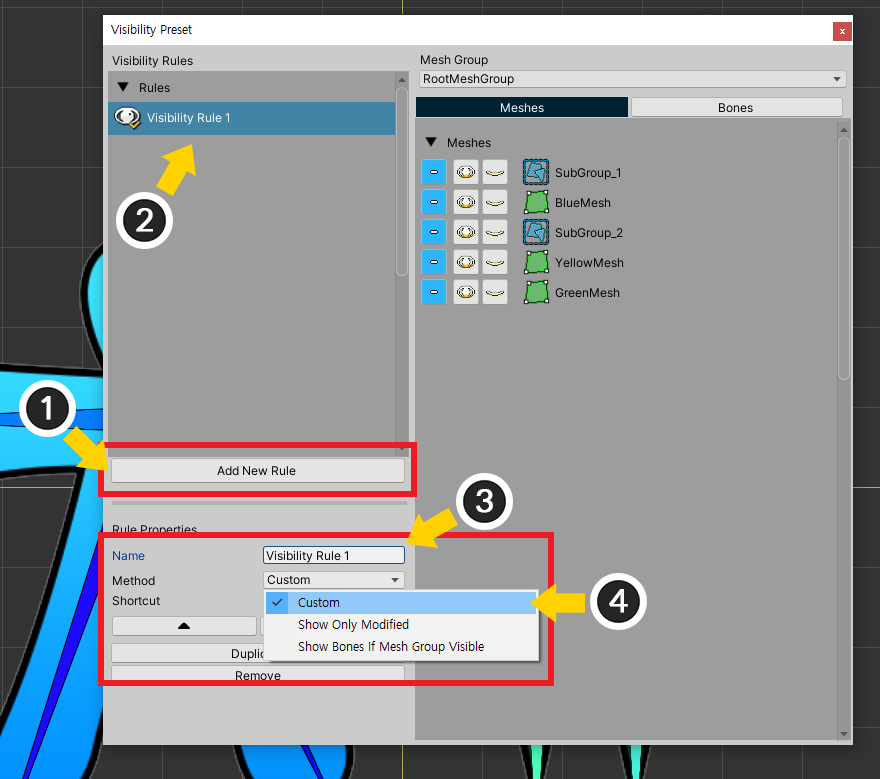 Visibility Preset
x
Visibility Rules
Rules
Visibility Rule 1
2
1
Add New Rule
Rule Properties
3
Name
Visibility Rule 1
Method
Custom
Shortcut
Custom
Show Only Modified
Show Bones If Mesh Group Visible
4
Remove
Mesh Group
RootMeshGroup
Meshes
Bones
Meshes
SubGroup_1
BlueMesh
SubGroup_2
YellowMesh
GreenMesh